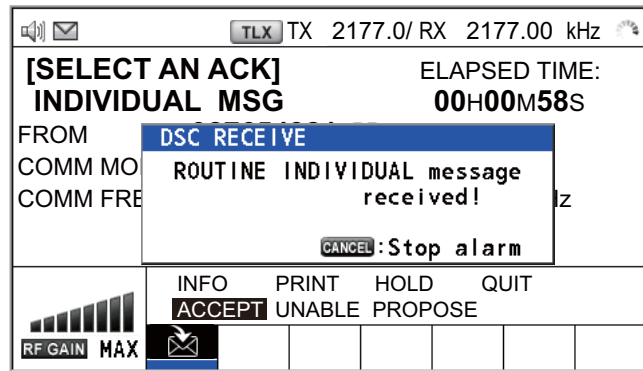 TLX TX 2177.0/ RX 2177.00 kHz
[SELECT AN ACK] ELAPSED TIME:
INDIVIDUAL MSG 00H00M58S
FROM
DSC RECEIVE
COMM MO
ROUTINE INDIVIDUAL message
received!
COMM FRE z
CANCEL:Stop alarm
INFO PRINT HOLD QUIT
ACCEPT UNABLE PROPOSE
RF GAIN MAX